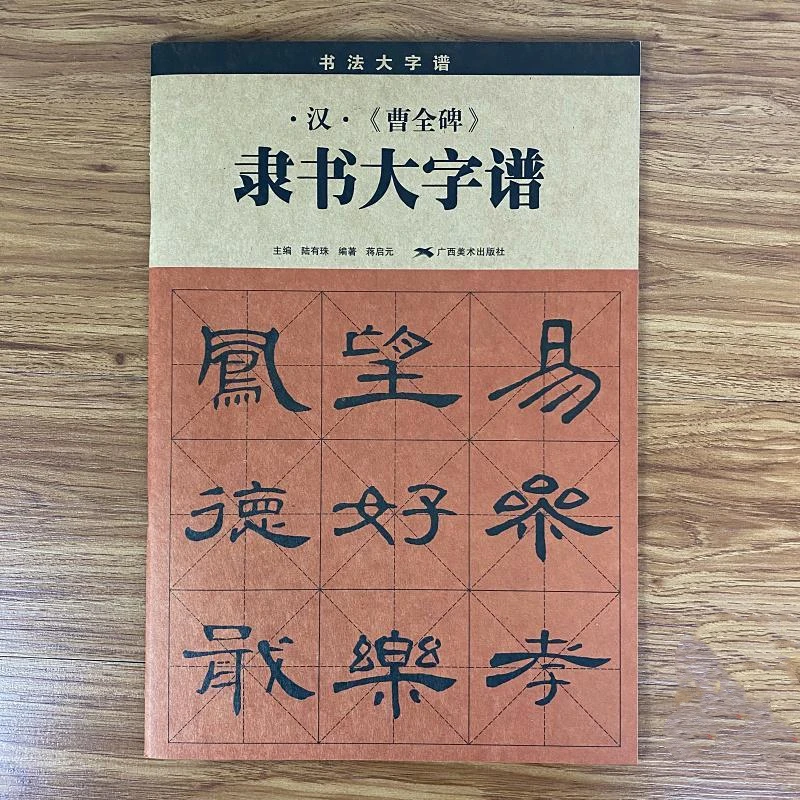 书法大字谱
·汉·《曹全碑》
隶书大字谱
主编 陆有珠 编著 蒋启元 广西美术出版社
鳳望易
德好參
敢樂孝